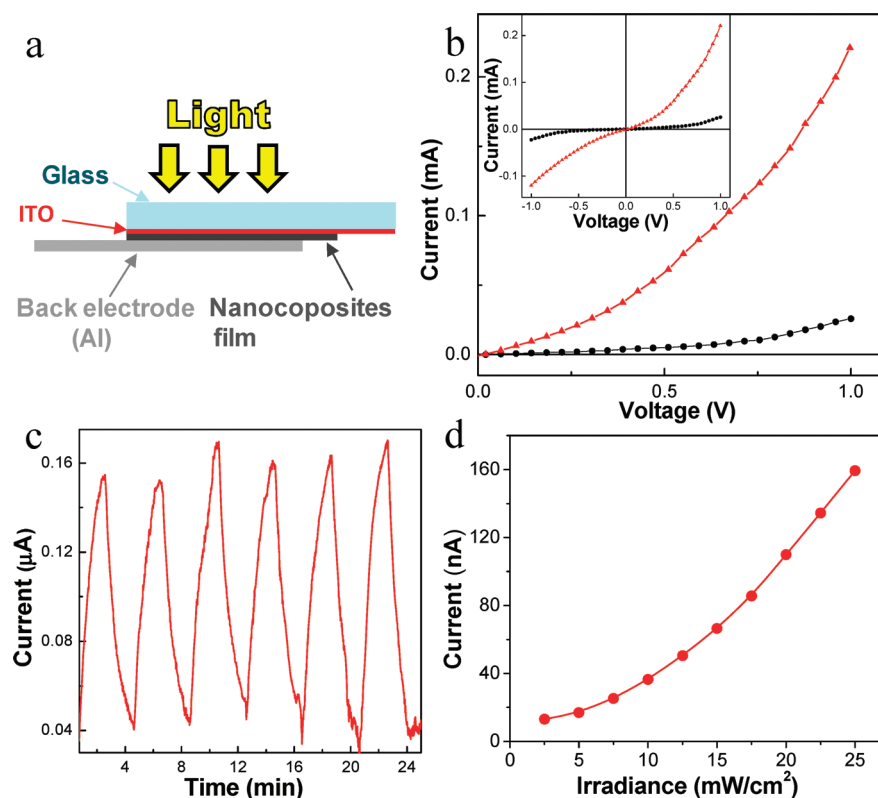 a
Light
Glass
ITO
Back electrode
(Al)
Nanocoposites
film
b
Current (mA)
0.2
0.1
0.0
0.0
0.5
1.0
Voltage (V)
Current (mA)
0.2
0.1
0.0
-0.1
-1.0
-0.5
0.0
0.5
1.0
Voltage (V)
c
Current (µA)
0.16
0.12
0.08
0.04
4
8
12
16
20
24
Time (min)
d
Current (nA)
160
120
80
40
0
0
5
10
15
20
25
Irradiance (mW/cm²)